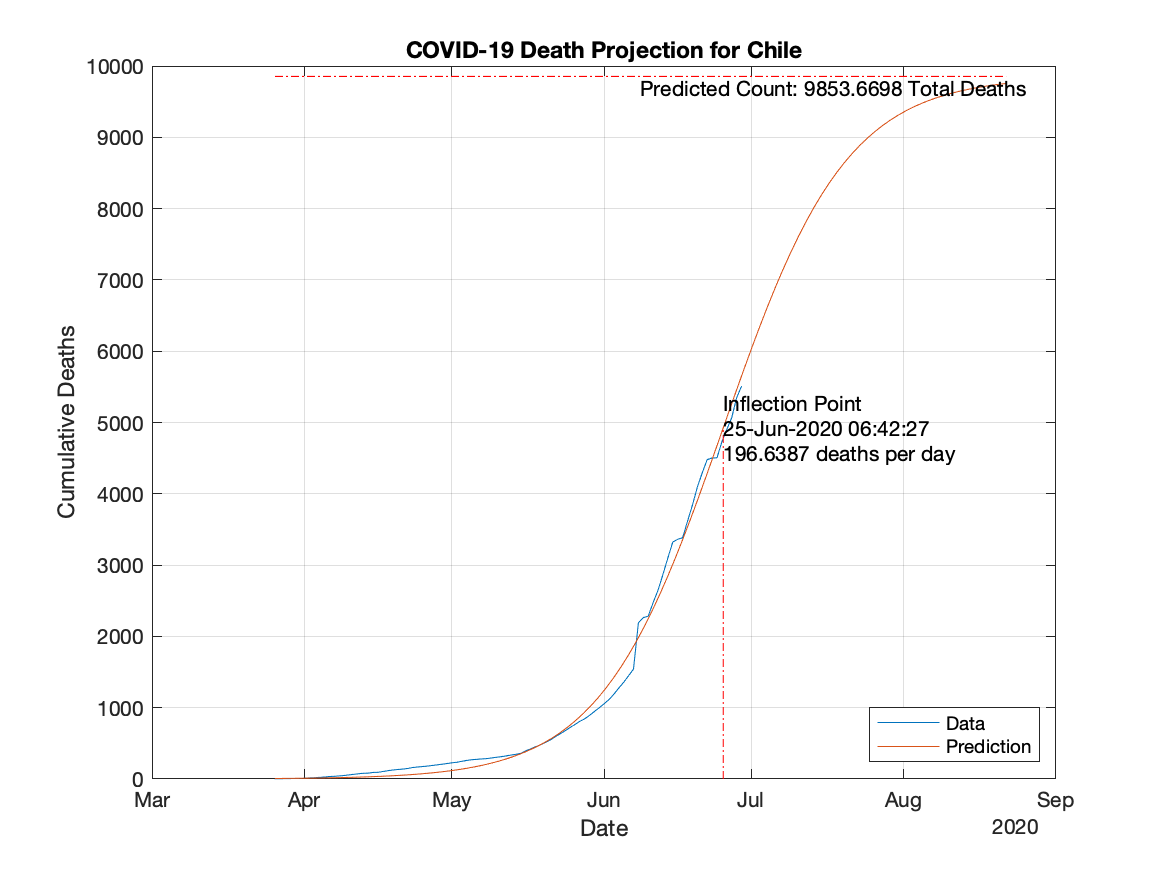 COVID-19 Death Projection for Chile
10000
9000
8000
7000
6000
5000
4000
3000
2000
1000
0
Cumulative Deaths
Predicted Count: 9853.6698 Total Deaths
Inflection Point
25-Jun-2020 06:42:27
196.6387 deaths per day
Data
Prediction
Mar Apr May Jun Jul Aug Sep
Date
2020